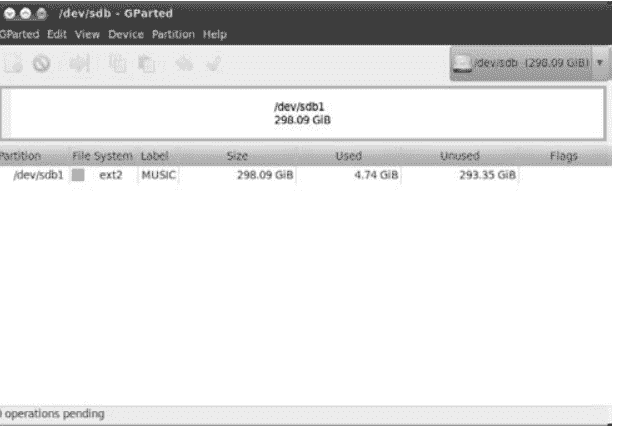 /dev/sdb - GParted
GParted Edit View Device Partition Help
/dev/sdb (298.09 GiB)
/dev/sdb1
298.09 GiB
Partition File System Label Size Used Unused Flags
/dev/sdb1 ext2 MUSIC 298.09 GiB 4.74 GiB 293.35 GiB
0 operations pending